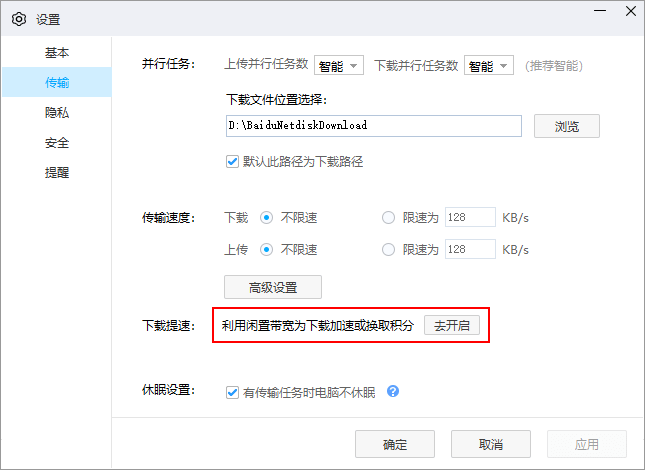 设置
基本
传输
隐私
安全
提醒
并行任务: 上传并行任务数 智能 下载并行任务数 智能 (推荐智能)
下载文件位置选择:
D:\BaiduNetdiskDownload 浏览
默认此路径为下载路径
传输速度: 下载 不限速 限速为 128 KB/s
上传 不限速 限速为 128 KB/s
高级设置
下载提速: 利用闲置带宽为下载加速或换取积分 去开启
休眠设置: 有传输任务时电脑不休眠 ?
确定 取消 应用